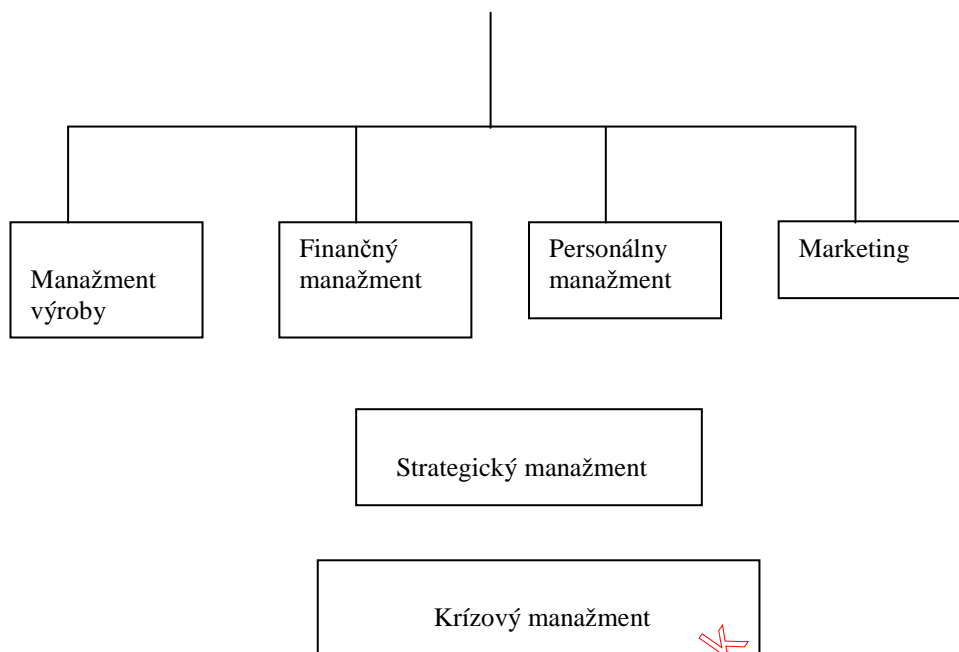 Manažment
výroby
Finančný
manažment
Personálny
manažment
Marketing
Strategický manažment
Krízový manažment